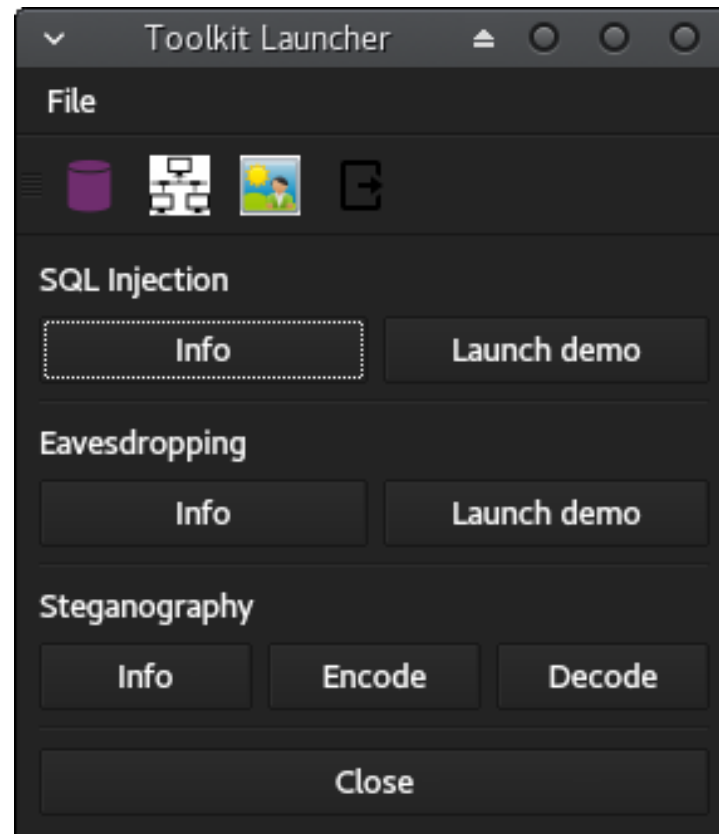 Toolkit Launcher
File
SQL Injection
Info Launch demo
Eavesdropping
Info Launch demo
Steganography
Info Encode Decode
Close